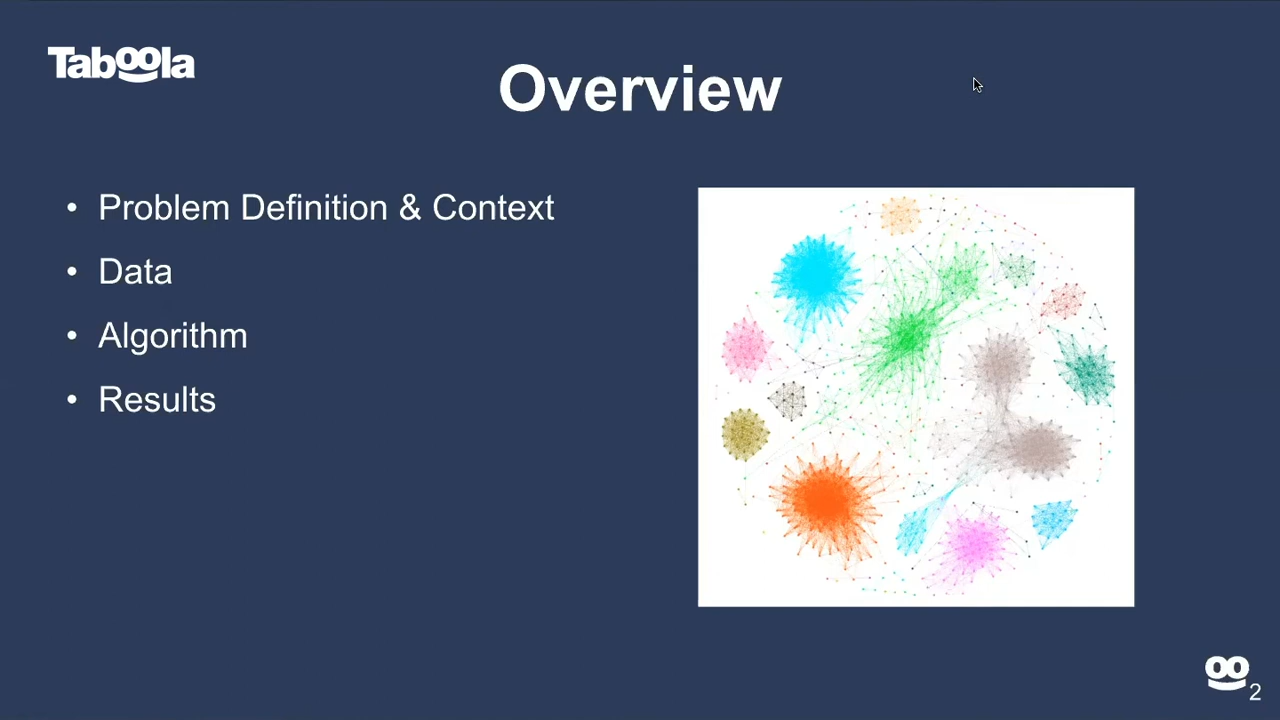 Taboola
Overview
• Problem Definition & Context
• Data
• Algorithm
• Results
2